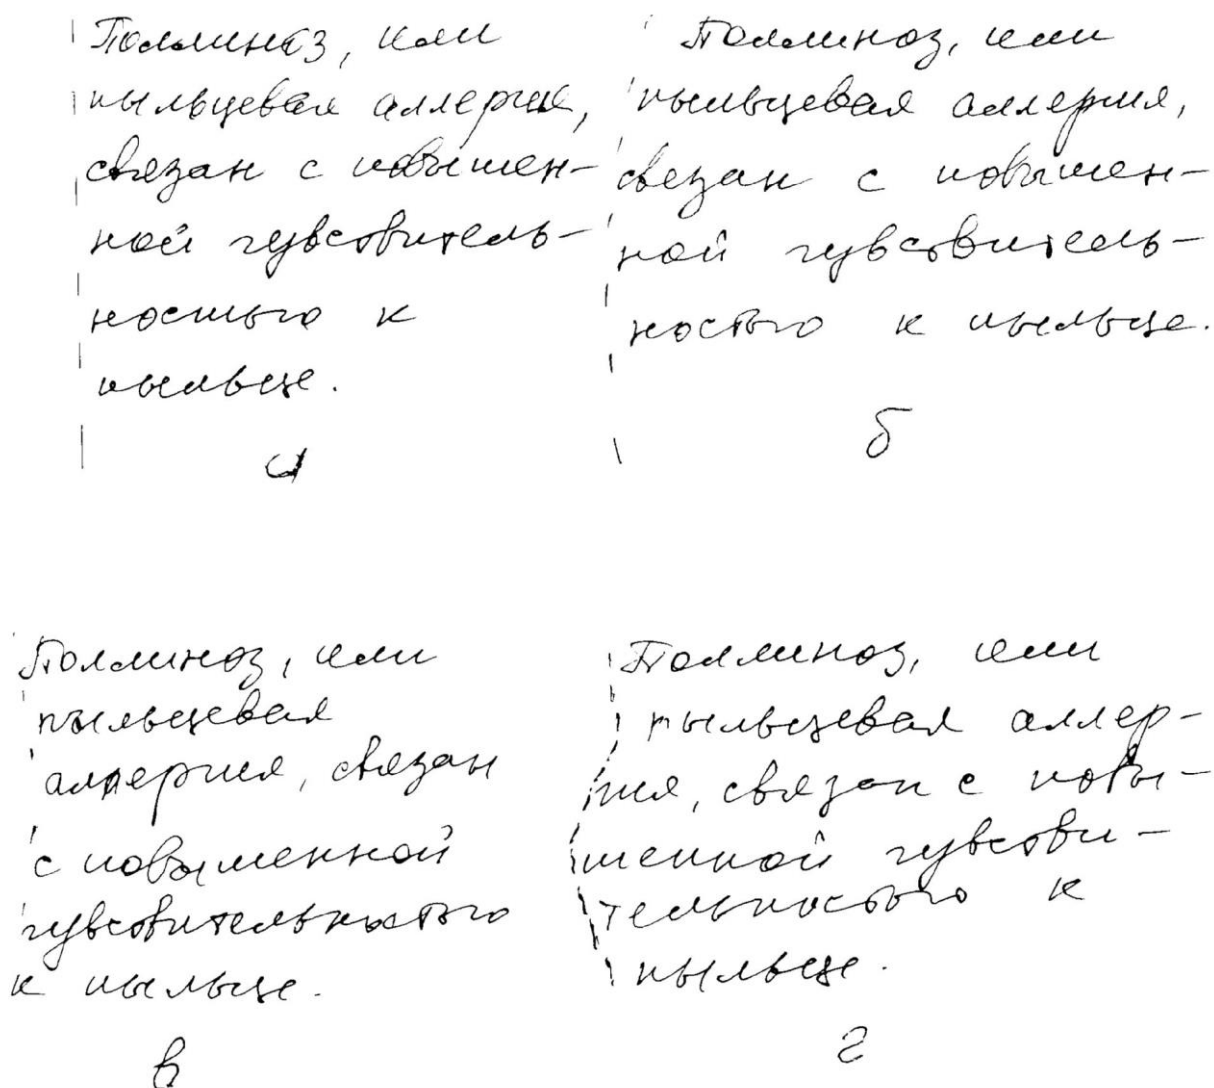 Поллиноз, или
пыльцевая аллергия,
связан с повышен-
ной чувствитель-
ностью к
пыльце.
а
Поллиноз, или
пыльцевая аллергия,
связан с повышен-
ной чувствитель-
ностью к пыльце.
б
Поллиноз, или
пыльцевая
аллергия, связан
с повышенной
чувствительностью
к пыльце.
в
Поллиноз, или
пыльцевая аллер-
гия, связан с повы-
шенной чувстви-
тельностью к
пыльце.
г